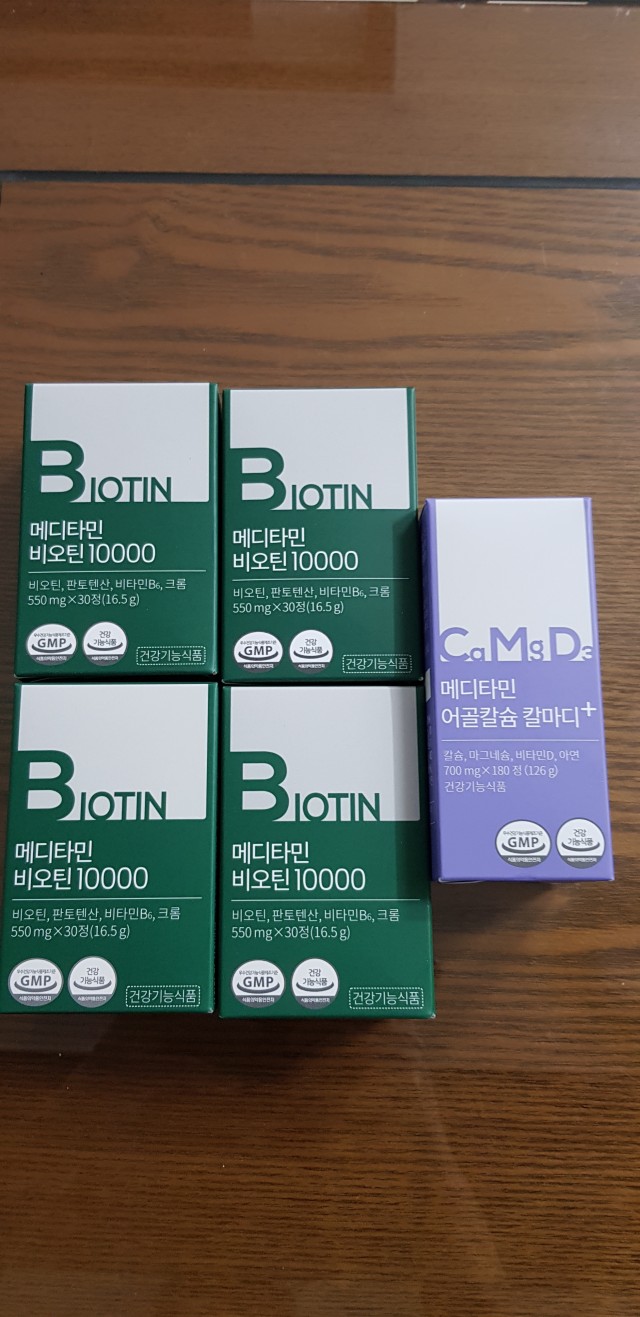 BIOTIN
메디타민
비오틴 10000
비오틴, 판토텐산, 비타민B₆, 크롬
550 mg×30정(16.5 g)
GMP
건강
기능식품
건강기능식품
BIOTIN
메디타민
비오틴 10000
비오틴, 판토텐산, 비타민B₆, 크롬
550 mg×30정(16.5 g)
GMP
건강
기능식품
건강기능식품
CaMgD₃
메디타민
어골칼슘 칼마디+
칼슘, 마그네슘, 비타민D, 아연
700 mg×180 정 (126 g)
건강기능식품
GMP
건강
기능식품
BIOTIN
메디타민
비오틴 10000
비오틴, 판토텐산, 비타민B₆, 크롬
550 mg×30정(16.5 g)
GMP
건강
기능식품
건강기능식품
BIOTIN
메디타민
비오틴 10000
비오틴, 판토텐산, 비타민B₆, 크롬
550 mg×30정(16.5 g)
GMP
건강
기능식품
건강기능식품